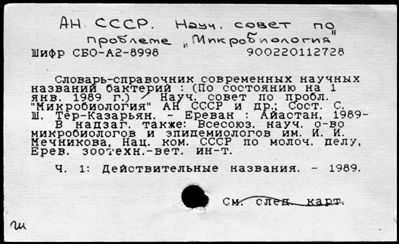 АН СССР. Науч. совет по
проблеме „Микробиология"
Шифр СБО-А2-8998 900220112728
Словарь-справочник современных научных
названий бактерий : (По состоянию на 1
янв. 1989 г.) / Науч. совет по пробл.
"Микробиология" АН СССР и др.; Сост. С.
Ш. Тер-Казарьян. - Ереван : Айастан, 1989-
В надзаг. также: Всесоюз. науч. о-во
микробиологов и эпидемиологов им. И. И.
Мечникова, Нац. ком. СССР по молоч. делу,
Ерев. зоотехн.-вет. ин-т.
Ч. 1: Действительные названия. - 1989.
См. след. карт.